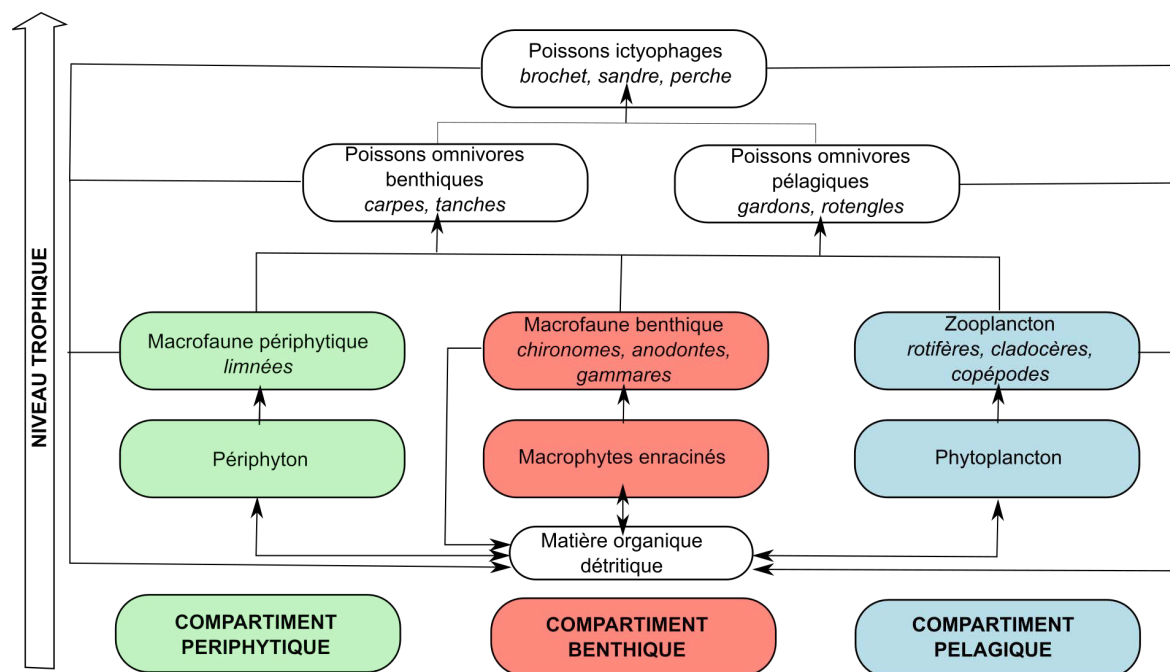 NIVEAU TROPHIQUE
Poissons ictyophages
brochet, sandre, perche
Poissons omnivores
benthiques
carpes, tanches
Poissons omnivores
pélagiques
gardons, rotengles
Macrofaune périphytique
limnées
Macrofaune benthique
chironomes, anodontes,
gammares
Zooplancton
rotifères, cladocères,
copépodes
Périphyton
Macrophytes enracinés
Phytoplancton
Matière organique
détritique
COMPARTIMENT
PERIPHYTIQUE
COMPARTIMENT
BENTHIQUE
COMPARTIMENT
PELAGIQUE